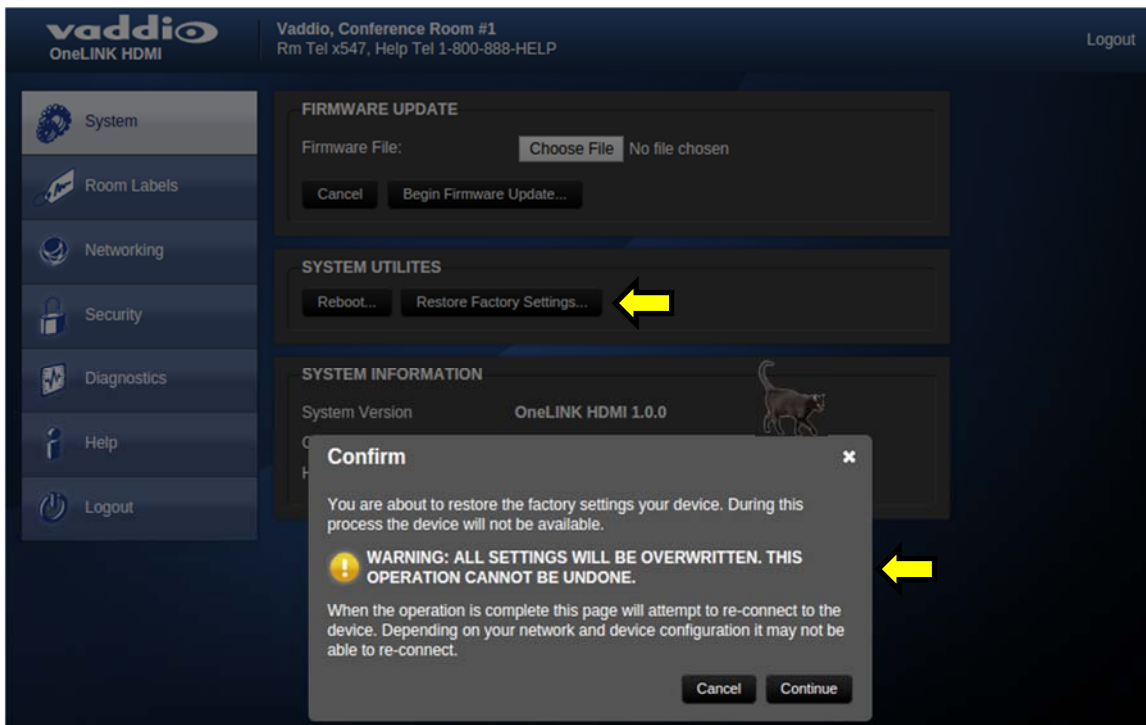 vaddio
OneLINK HDMI
Vaddio, Conference Room #1
Rm Tel x547, Help Tel 1-800-888-HELP
Logout
System
Room Labels
Networking
Security
Diagnostics
Help
Logout
FIRMWARE UPDATE
Firmware File: Choose File No file chosen
Cancel Begin Firmware Update...
SYSTEM UTILITES
Reboot... Restore Factory Settings...
SYSTEM INFORMATION
System Version OneLINK HDMI 1.0.0
Confirm
You are about to restore the factory settings your device. During this
process the device will not be available.
WARNING: ALL SETTINGS WILL BE OVERWRITTEN. THIS
OPERATION CANNOT BE UNDONE.
When the operation is complete this page will attempt to re-connect to the
device. Depending on your network and device configuration it may not be
able to re-connect.
Cancel Continue